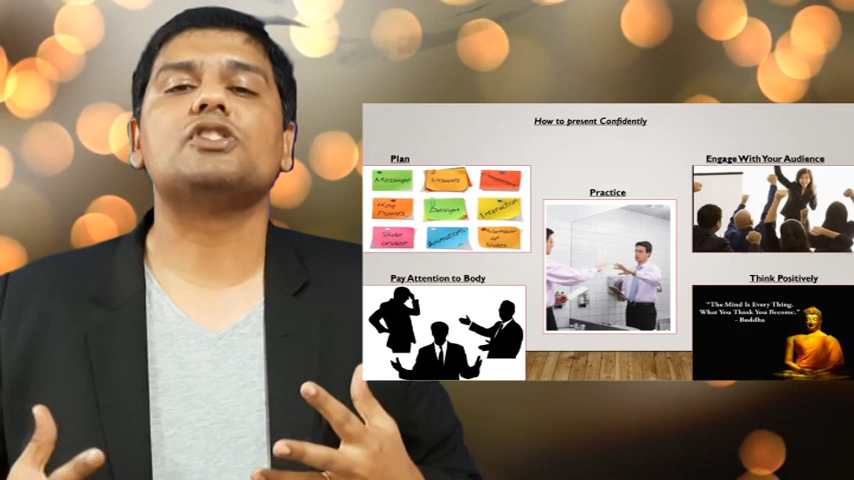 How to present Confidently
Plan
Engage With Your Audience
Message
Visuals
Practice
Key
Points
Design
Interaction
Slide
order
Animations
Number
of Slides
Pay Attention to Body
Think Positively
"The Mind Is Every Thing.
What You Think You Become."
- Buddha